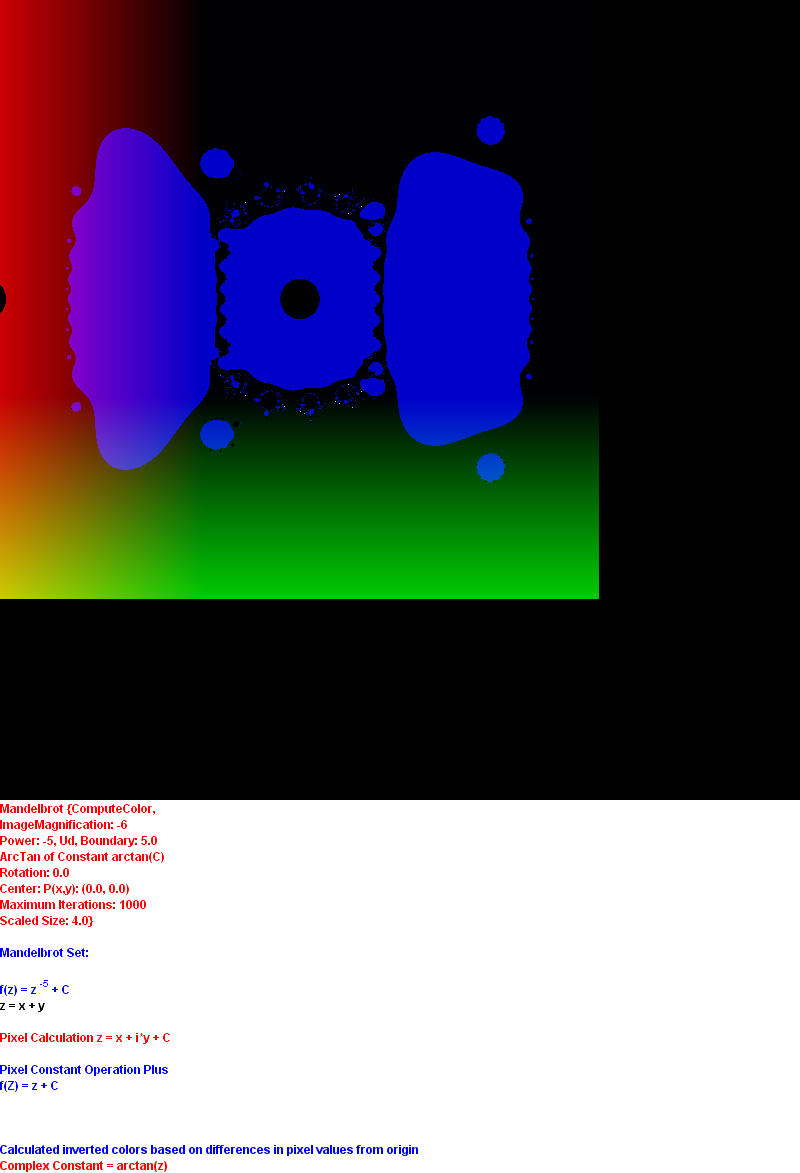 Mandelbrot {ComputeColor,
ImageMagnification: -6
Power: -5, Ud, Boundary: 5.0
ArcTan of Constant arctan(C)
Rotation: 0.0
Center: P(x,y): (0.0, 0.0)
Maximum Iterations: 1000
Scaled Size: 4.0}
Mandelbrot Set:
f(z) = z -5 + C
z = x + y
Pixel Calculation z = x + i*y + C
Pixel Constant Operation Plus
f(Z) = z + C
Calculated inverted colors based on differences in pixel values from origin
Complex Constant = arctan(z)